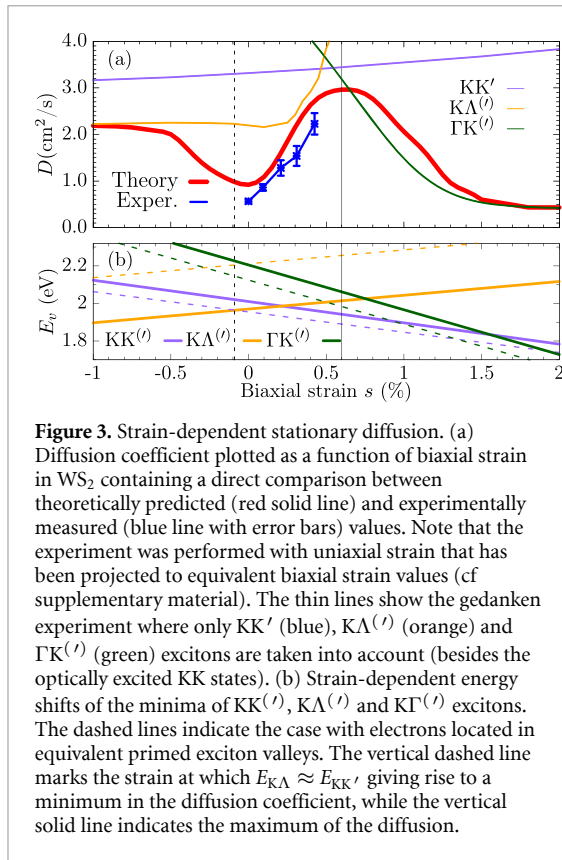 4.0
(a)
3.0
2.0
1.0
0.0
D(cm²/s)
KK′
KΛ⁽′⁾
ΓK⁽′⁾
Theory
Exper.
(b)
2.2
2
1.8
E_v (eV)
KK⁽′⁾ KΛ⁽′⁾ ΓK⁽′⁾
-1 -0.5 0 0.5 1 1.5 2
Biaxial strain s (%)
Figure 3. Strain-dependent stationary diffusion. (a)
Diffusion coefficient plotted as a function of biaxial strain
in WS₂ containing a direct comparison between
theoretically predicted (red solid line) and experimentally
measured (blue line with error bars) values. Note that the
experiment was performed with uniaxial strain that has
been projected to equivalent biaxial strain values (cf
supplementary material). The thin lines show the gedanken
experiment where only KK′ (blue), KΛ⁽′⁾ (orange) and
ΓK⁽′⁾ (green) excitons are taken into account (besides the
optically excited KK states). (b) Strain-dependent energy
shifts of the minima of KK⁽′⁾, KΛ⁽′⁾ and KΓ⁽′⁾ excitons.
The dashed lines indicate the case with electrons located in
equivalent primed exciton valleys. The vertical dashed line
marks the strain at which E_KΛ ≈ E_KK′ giving rise to a
minimum in the diffusion coefficient, while the vertical
solid line indicates the maximum of the diffusion.